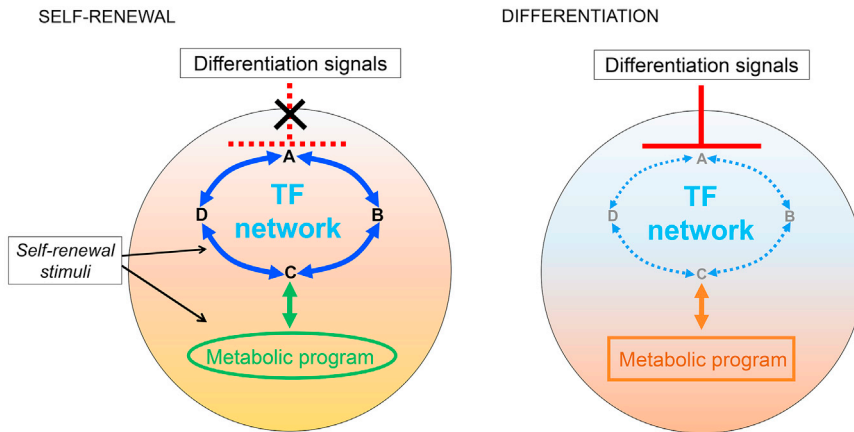 SELF-RENEWAL
Differentiation signals
A
D
TF
network
B
C
Self-renewal
stimuli
Metabolic program
DIFFERENTIATION
Differentiation signals
A
D
TF
network
B
C
Metabolic program